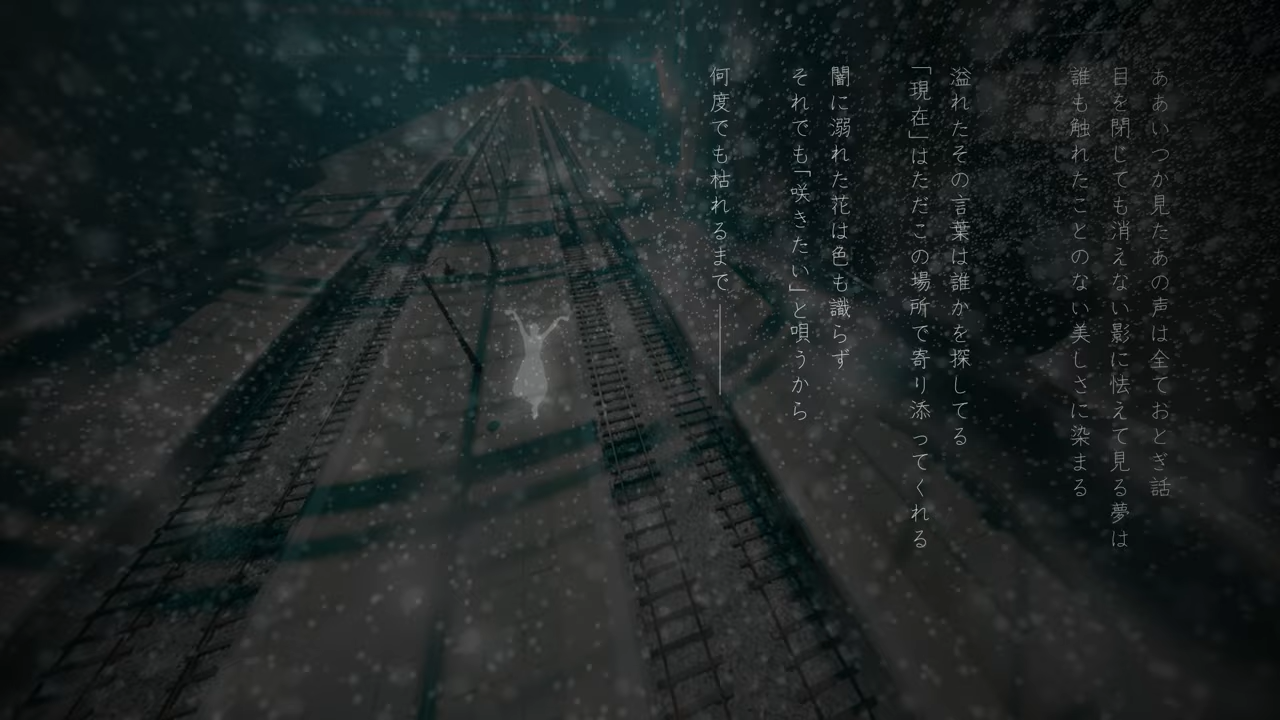 ああいつか見たあの声は全ておとぎ話
目を閉じても消えない影に怯えて見る夢は
誰も触れたことのない美しさに染まる
溢れたその言葉は誰かを探してる
「現在」はただこの場所で寄り添ってくれる
闇に溺れた花は色も識らず
それでも「咲きたい」と唄うから
何度でも枯れるまで――